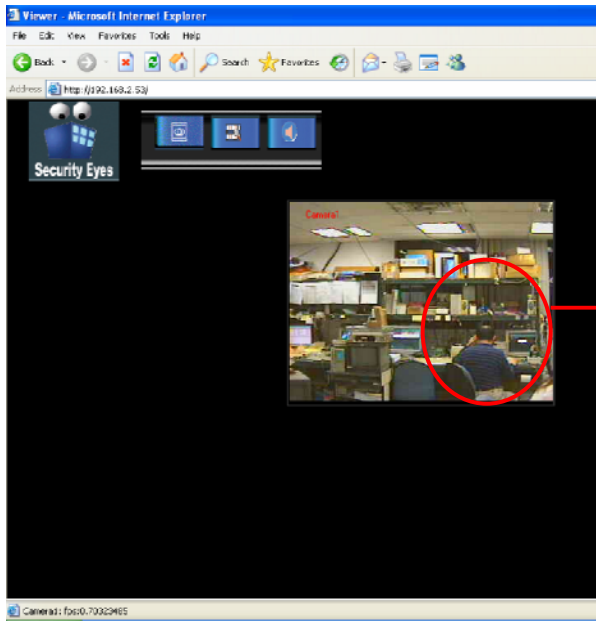 Viewer - Microsoft Internet Explorer
File Edit View Favorites Tools Help
Back Search Favorites
Address http://192.168.2.53/
Security Eyes
Camera1
Camera1: fps:0.70323485